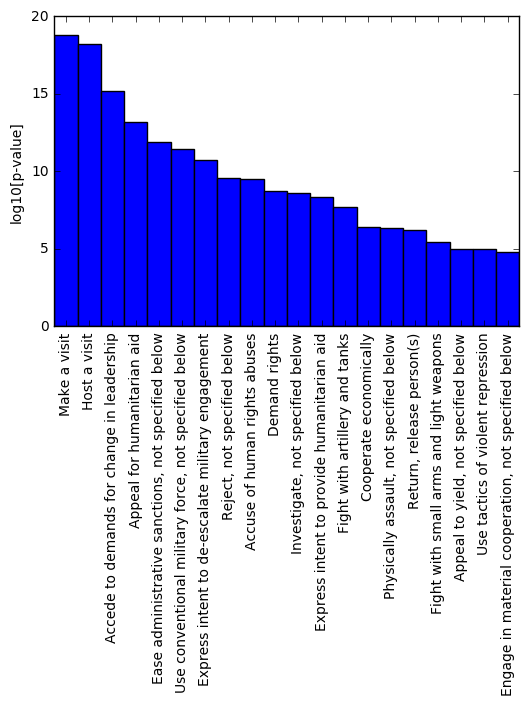 20
15
10
5
0
log10[p-value]
Make a visit
Host a visit
Accede to demands for change in leadership
Appeal for humanitarian aid
Ease administrative sanctions, not specified below
Use conventional military force, not specified below
Express intent to de-escalate military engagement
Reject, not specified below
Accuse of human rights abuses
Demand rights
Investigate, not specified below
Express intent to provide humanitarian aid
Fight with artillery and tanks
Cooperate economically
Physically assault, not specified below
Return, release person(s)
Fight with small arms and light weapons
Appeal to yield, not specified below
Use tactics of violent repression
Engage in material cooperation, not specified below